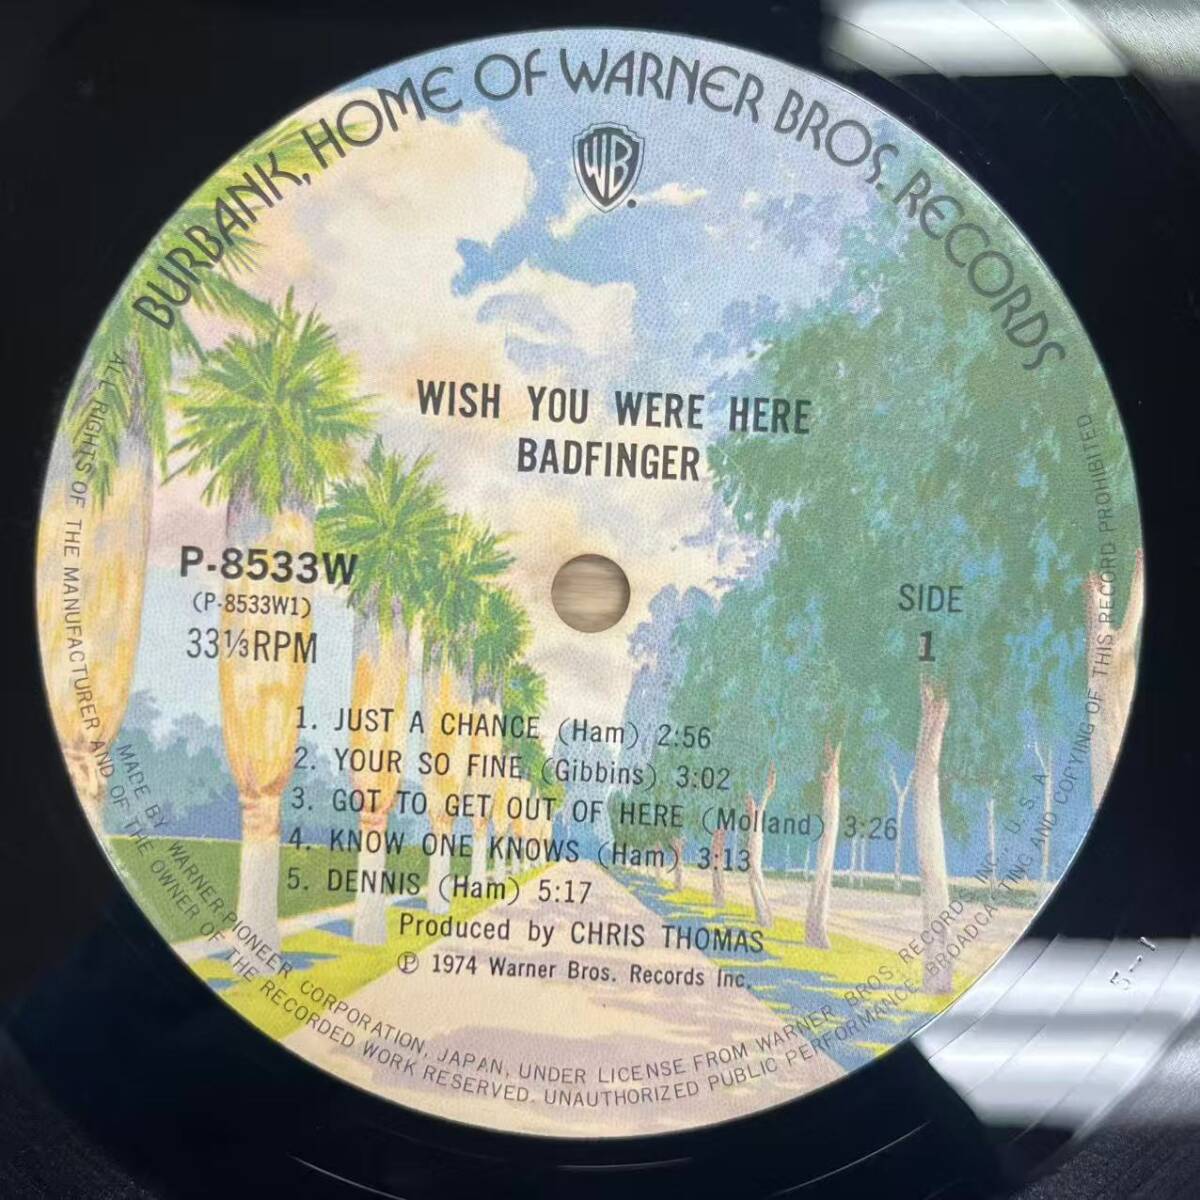 BURBANK, HOME OF WARNER BROS. RECORDS
WB
WISH YOU WERE HERE
BADFINGER
P-8533W
(P-8533W1)
33⅓RPM
SIDE
1
1. JUST A CHANCE (Ham) 2:56
2. YOUR SO FINE (Gibbins) 3:02
3. GOT TO GET OUT OF HERE (Molland) 3:26
4. KNOW ONE KNOWS (Ham) 3:13
5. DENNIS (Ham) 5:17
Produced by CHRIS THOMAS
Ⓟ 1974 Warner Bros. Records Inc.
MADE BY WARNER-PIONEER CORPORATION, JAPAN, UNDER LICENSE FROM WARNER BROS. RECORDS INC., U.S.A.
ALL RIGHTS OF THE MANUFACTURER AND OF THE OWNER OF THE RECORDED WORK RESERVED. UNAUTHORIZED PUBLIC PERFORMANCE BROADCASTING AND COPYING OF THIS RECORD PROHIBITED
5-1